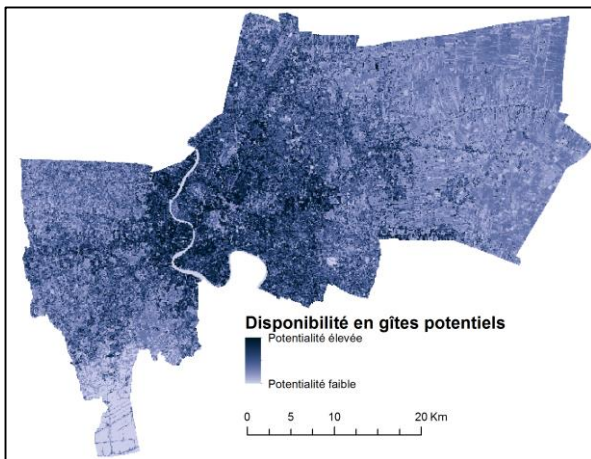 Disponibilité en gîtes potentiels
Potentialité élevée
Potentialité faible
0 5 10 20 Km